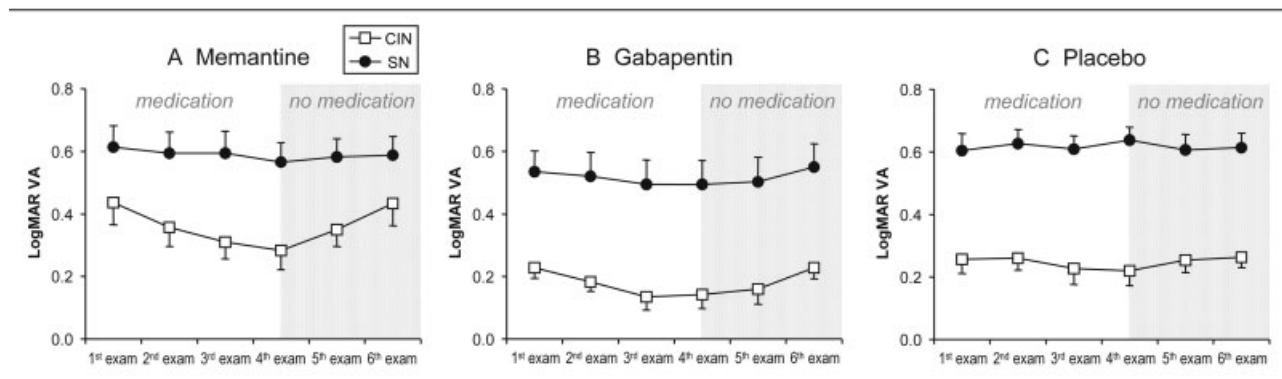 CIN
SN
A Memantine
B Gabapentin
C Placebo
LogMAR VA
0.8
0.6
0.4
0.2
0.0
medication
no medication
1st exam 2nd exam 3rd exam 4th exam 5th exam 6th exam
LogMAR VA
0.8
0.6
0.4
0.2
0.0
medication
no medication
1st exam 2nd exam 3rd exam 4th exam 5th exam 6th exam
LogMAR VA
0.8
0.6
0.4
0.2
0.0
medication
no medication
1st exam 2nd exam 3rd exam 4th exam 5th exam 6th exam